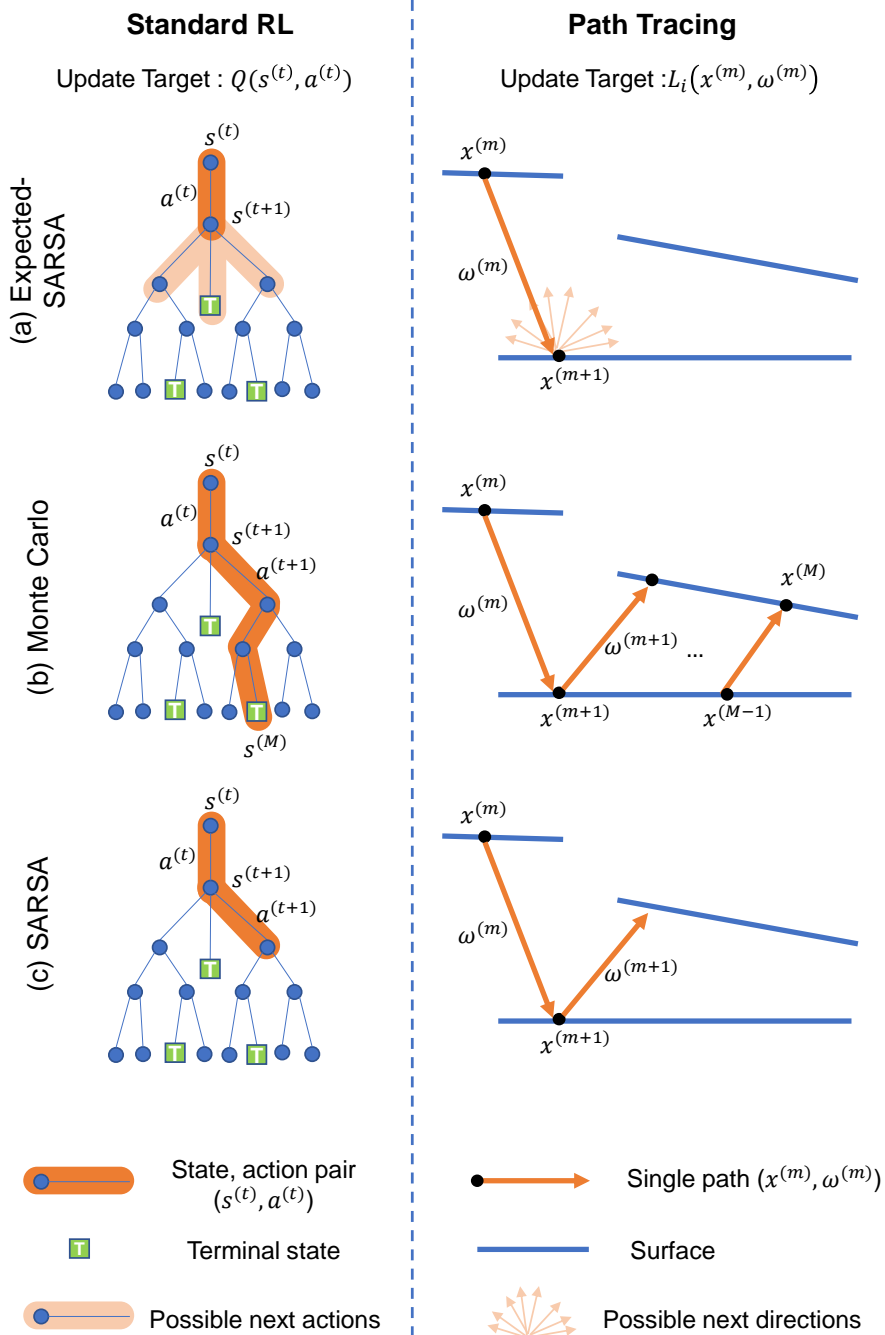 Standard RL
Path Tracing
Update Target : Q(s^(t), a^(t))
Update Target :L_i(x^(m), ω^(m))
(a) Expected-
SARSA
s^(t)
a^(t)
s^(t+1)
T
T
T
x^(m)
ω^(m)
x^(m+1)
(b) Monte Carlo
s^(t)
a^(t)
s^(t+1)
a^(t+1)
T
T
T
s^(M)
x^(m)
ω^(m)
x^(M)
ω^(m+1)
...
x^(m+1)
x^(M−1)
(c) SARSA
s^(t)
a^(t)
s^(t+1)
a^(t+1)
T
T
T
x^(m)
ω^(m)
ω^(m+1)
x^(m+1)
State, action pair
(s^(t), a^(t))
Single path (x^(m), ω^(m))
T
Terminal state
Surface
Possible next actions
Possible next directions